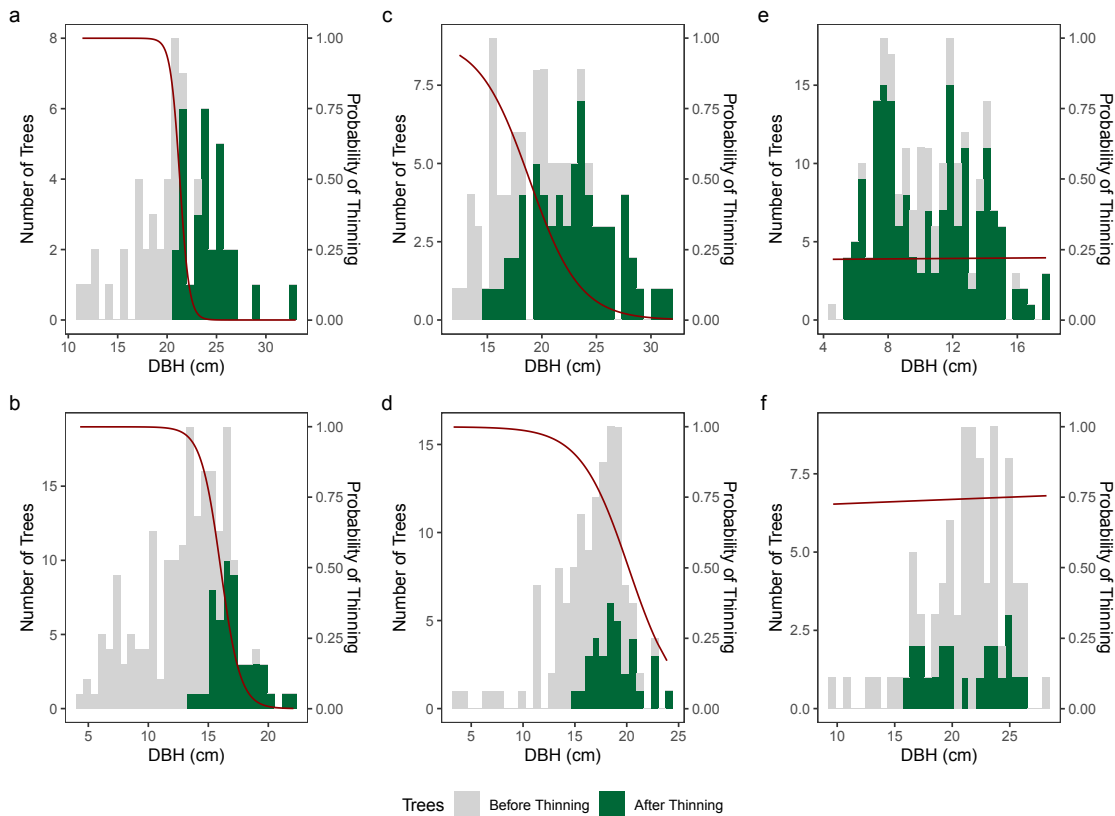 a
8
6
4
2
0
Number of Trees
1.00
0.75
0.50
0.25
0.00
Probability of Thinning
10 15 20 25 30
DBH (cm)
c
7.5
5.0
2.5
0.0
Number of Trees
1.00
0.75
0.50
0.25
0.00
Probability of Thinning
15 20 25 30
DBH (cm)
e
15
10
5
0
Number of Trees
1.00
0.75
0.50
0.25
0.00
Probability of Thinning
4 8 12 16
DBH (cm)
b
15
10
5
0
Number of Trees
1.00
0.75
0.50
0.25
0.00
Probability of Thinning
5 10 15 20
DBH (cm)
d
15
10
5
0
Number of Trees
1.00
0.75
0.50
0.25
0.00
Probability of Thinning
5 10 15 20 25
DBH (cm)
f
7.5
5.0
2.5
0.0
Number of Trees
1.00
0.75
0.50
0.25
0.00
Probability of Thinning
10 15 20 25
DBH (cm)
Trees Before Thinning After Thinning